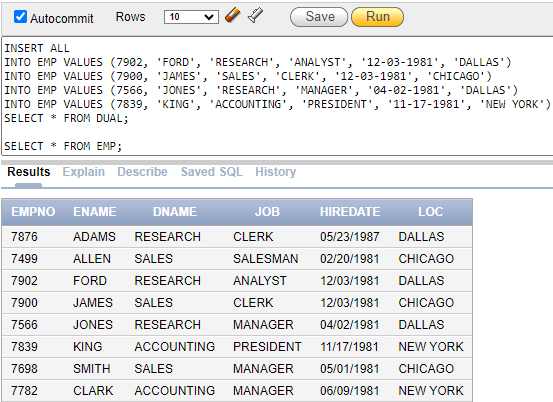 Autocommit Rows 10 Save Run
INSERT ALL
INTO EMP VALUES (7902, 'FORD', 'RESEARCH', 'ANALYST', '12-03-1981', 'DALLAS')
INTO EMP VALUES (7900, 'JAMES', 'SALES', 'CLERK', '12-03-1981', 'CHICAGO')
INTO EMP VALUES (7566, 'JONES', 'RESEARCH', 'MANAGER', '04-02-1981', 'DALLAS')
INTO EMP VALUES (7839, 'KING', 'ACCOUNTING', 'PRESIDENT', '11-17-1981', 'NEW YORK')
SELECT * FROM DUAL;
SELECT * FROM EMP;
Results Explain Describe Saved SQL History
EMPNO ENAME DNAME JOB HIREDATE LOC
7876 ADAMS RESEARCH CLERK 05/23/1987 DALLAS
7499 ALLEN SALES SALESMAN 02/20/1981 CHICAGO
7902 FORD RESEARCH ANALYST 12/03/1981 DALLAS
7900 JAMES SALES CLERK 12/03/1981 CHICAGO
7566 JONES RESEARCH MANAGER 04/02/1981 DALLAS
7839 KING ACCOUNTING PRESIDENT 11/17/1981 NEW YORK
7698 SMITH SALES MANAGER 05/01/1981 CHICAGO
7782 CLARK ACCOUNTING MANAGER 06/09/1981 NEW YORK